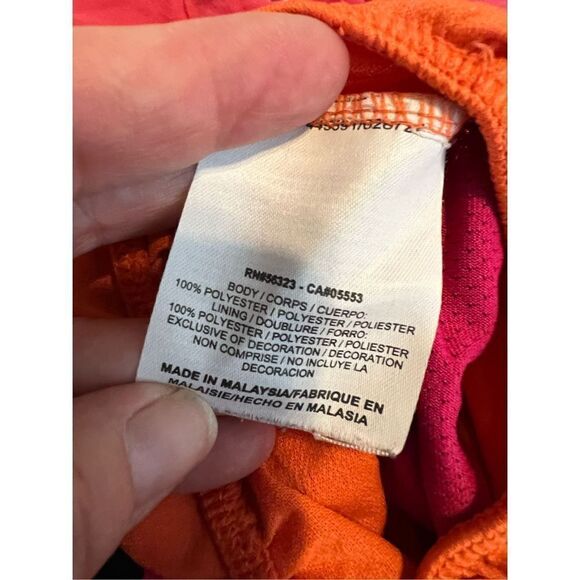 RN#56323 - CA#05553
BODY / CORPS / CUERPO:
100% POLYESTER / POLYESTER / POLIESTER
LINING / DOUBLURE / FORRO:
100% POLYESTER / POLYESTER / POLIESTER
EXCLUSIVE OF DECORATION / DECORATION
NON COMPRISE / NO INCLUYE LA
DECORACION
MADE IN MALAYSIA/FABRIQUE EN
MALAISIE/HECHO EN MALASIA